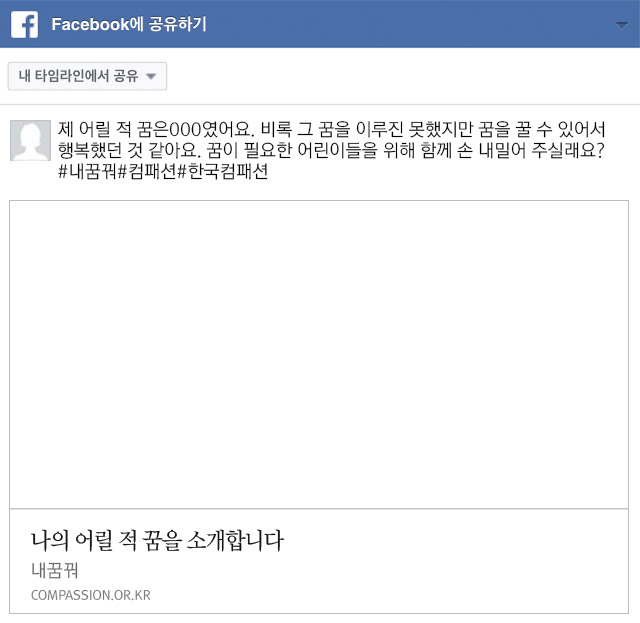 Facebook에 공유하기
내 타임라인에서 공유
제 어릴 적 꿈은OOO였어요. 비록 그 꿈을 이루진 못했지만 꿈을 꿀 수 있어서
행복했던 것 같아요. 꿈이 필요한 어린이들을 위해 함께 손 내밀어 주실래요?
#내꿈꿔#컴패션#한국컴패션
나의 어릴 적 꿈을 소개합니다
내꿈꿔
COMPASSION.OR.KR